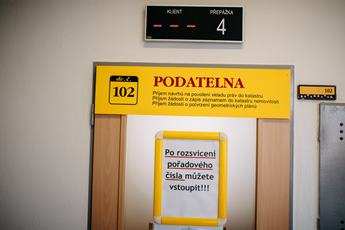 KLIENT PŘEPÁŽKA
--- 4
dv. č.
102
PODATELNA
Příjem návrhů na povolení vkladu práv do katastru
Příjem žádostí o zápis záznamem do katastru nemovitostí
Příjem žádostí o potvrzení geometrických plánů
102
Po rozsvícení
pořadového
čísla můžete
vstoupit!!!